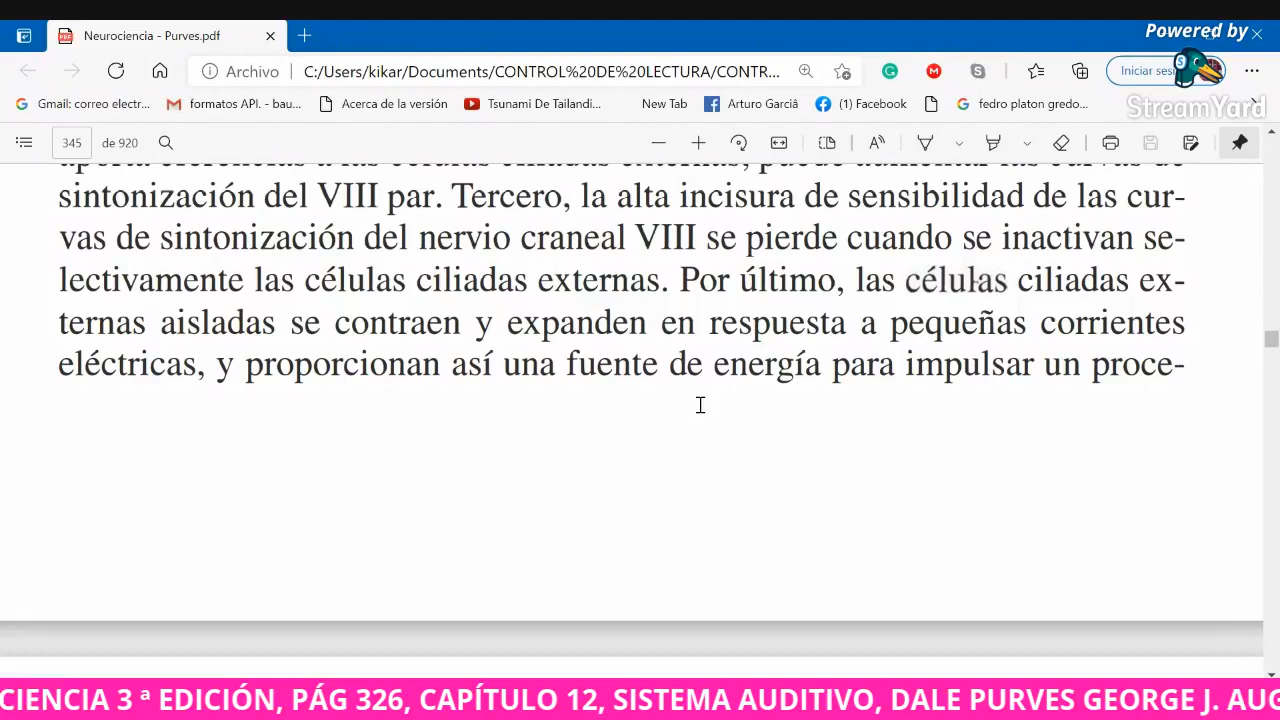 Neurociencia - Purves.pdf
Powered by
Archivo
C:/Users/kikar/Documents/CONTROL%20DE%20LECTURA/CONTR...
Iniciar sesi
StreamYard
Gmail: correo electr...
formatos API. - bau...
Acerca de la versió
Tsunami De Tailandi...
New Tab
Arturo Garciâ
(1) Facebook
fedro platon gredo...
345
de 920
sintonización del VIII par. Tercero, la alta incisura de sensibilidad de las cur-
vas de sintonización del nervio craneal VIII se pierde cuando se inactivan se-
lectivamente las células ciliadas externas. Por último, las células ciliadas ex-
ternas aisladas se contraen y expanden en respuesta a pequeñas corrientes
eléctricas, y proporcionan así una fuente de energía para impulsar un proce-
CIENCIA 3 ª EDICIÓN, PÁG 326, CAPÍTULO 12, SISTEMA AUDITIVO, DALE PURVES GEORGE J. AUG